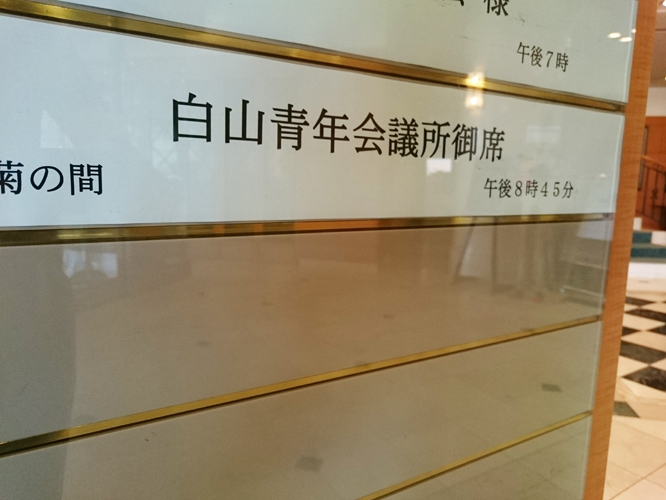 様
午後7時
白山青年会議所御席
菊の間
午後8時45分